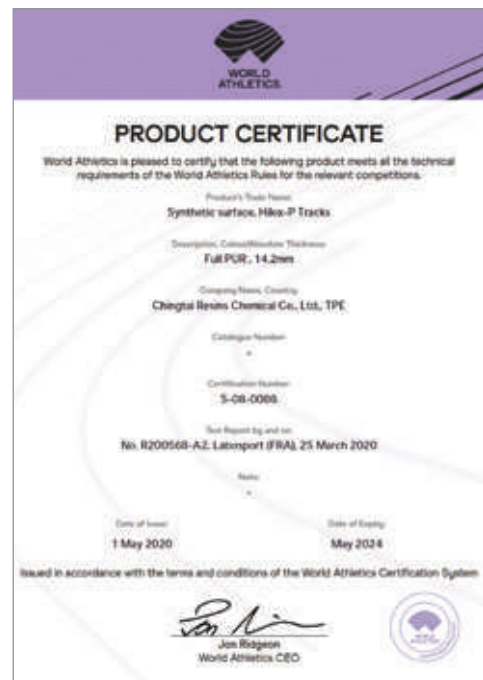 WORLD
ATHLETICS
PRODUCT CERTIFICATE
World Athletics is pleased to certify that the following product meets all the technical
requirements of the World Athletics Rules for the relevant competitions.
Product's Trade Name
Synthetic surface, Hilox-P Tracks
Description, Colour/Absolute Thickness
Full PUR, 14.2mm
Company Name, Country
Chingtai Resins Chemical Co., Ltd., TPE
Catalogue Number
-
Certification Number
S-08-0086
Test Report by and on:
No. R200568-A2, Labosport (FRA), 25 March 2020
Note
-
Date of Issue
Date of Expiry
1 May 2020
May 2024
Issued in accordance with the terms and conditions of the World Athletics Certification System
Jon Ridgeon
World Athletics CEO
WORLD
ATHLETICS